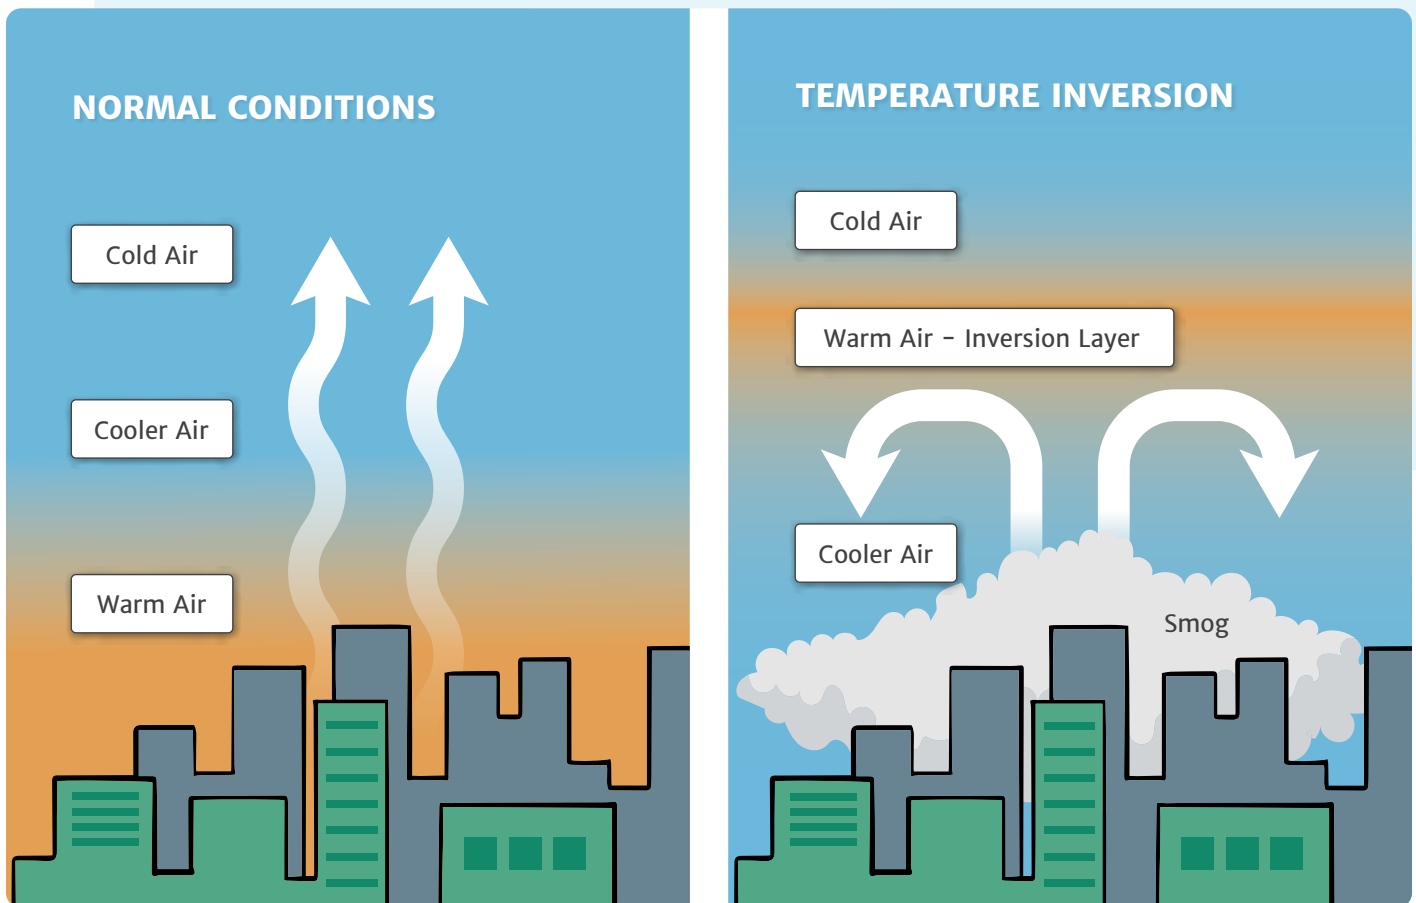 NORMAL CONDITIONS
Cold Air
Cooler Air
Warm Air
TEMPERATURE INVERSION
Cold Air
Warm Air - Inversion Layer
Cooler Air
Smog